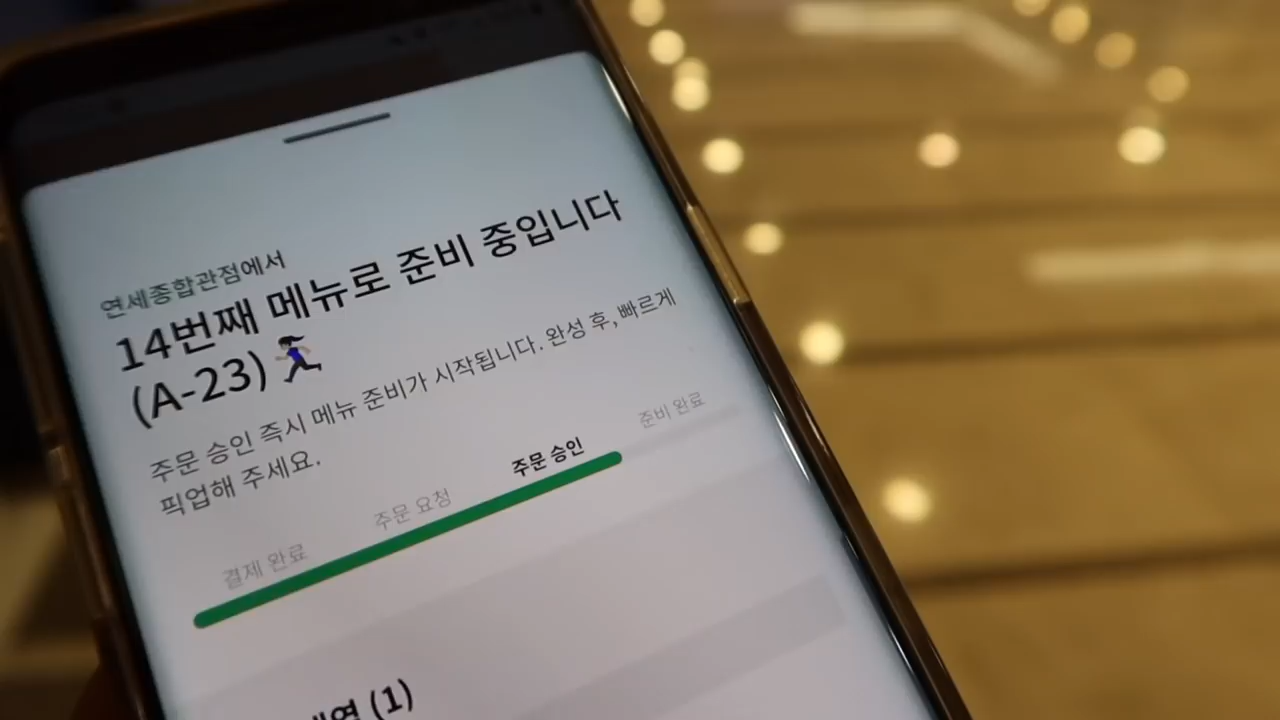 연세종합관점에서
14번째 메뉴로 준비 중입니다
(A-23)
주문 승인 즉시 메뉴 준비가 시작됩니다. 완성 후, 빠르게
픽업해 주세요.
결제 완료 주문 요청 주문 승인 준비 완료
(1)